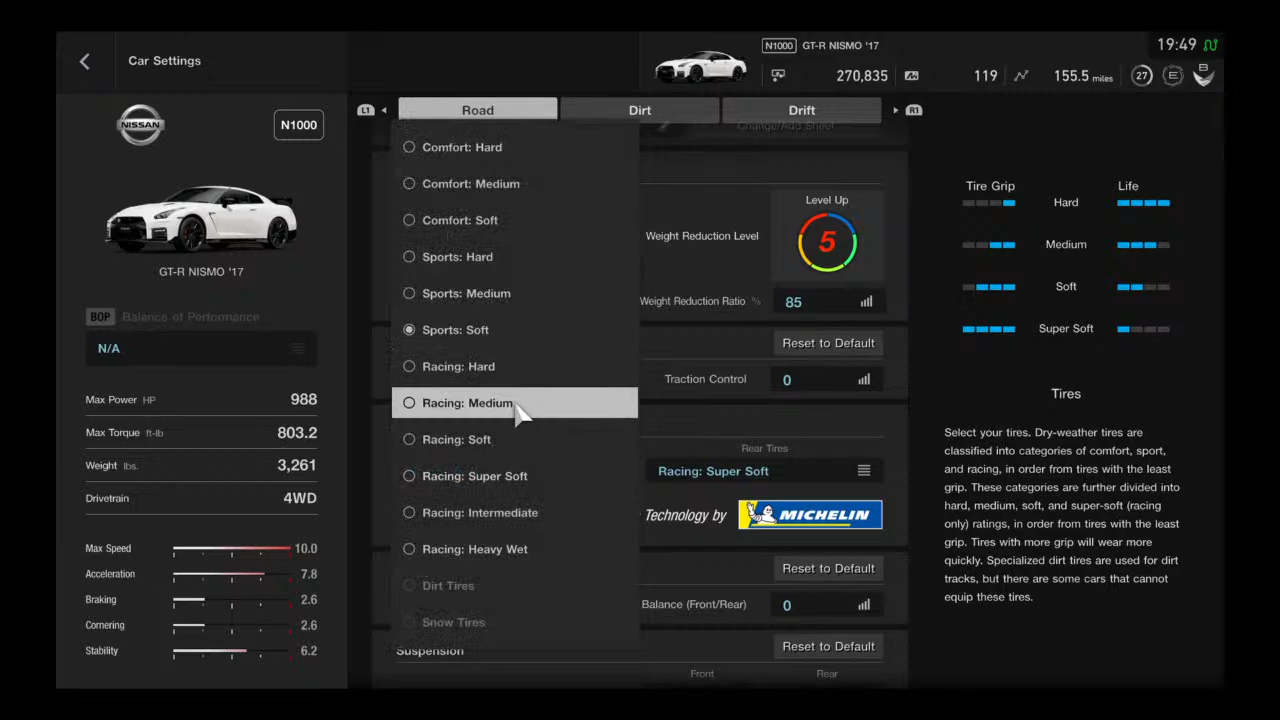 Car Settings
N1000 GT-R NISMO '17
19:49
270,835
119
155.5 miles
27
E
B
NISSAN
N1000
GT-R NISMO '17
BOP Balance of Performance
N/A
Max Power HP 988
Max Torque ft-lb 803.2
Weight lbs. 3,261
Drivetrain 4WD
Max Speed 10.0
Acceleration 7.8
Braking 2.6
Cornering 2.6
Stability 6.2
L1 Road Dirt Drift R1
Change/Add Sheet
Comfort: Hard
Comfort: Medium
Comfort: Soft
Sports: Hard
Sports: Medium
Sports: Soft
Racing: Hard
Racing: Medium
Racing: Soft
Racing: Super Soft
Racing: Intermediate
Racing: Heavy Wet
Dirt Tires
Snow Tires
Level Up
Weight Reduction Level 5
Weight Reduction Ratio % 85
Reset to Default
Traction Control 0
Rear Tires
Racing: Super Soft
Technology by MICHELIN
Reset to Default
Balance (Front/Rear) 0
Suspension
Reset to Default
Front Rear
Tire Grip Life
Hard
Medium
Soft
Super Soft
Tires
Select your tires. Dry-weather tires are
classified into categories of comfort, sport,
and racing, in order from tires with the least
grip. These categories are further divided into
hard, medium, soft, and super-soft (racing
only) ratings, in order from tires with the least
grip. Tires with more grip will wear more
quickly. Specialized dirt tires are used for dirt
tracks, but there are some cars that cannot
equip these tires.